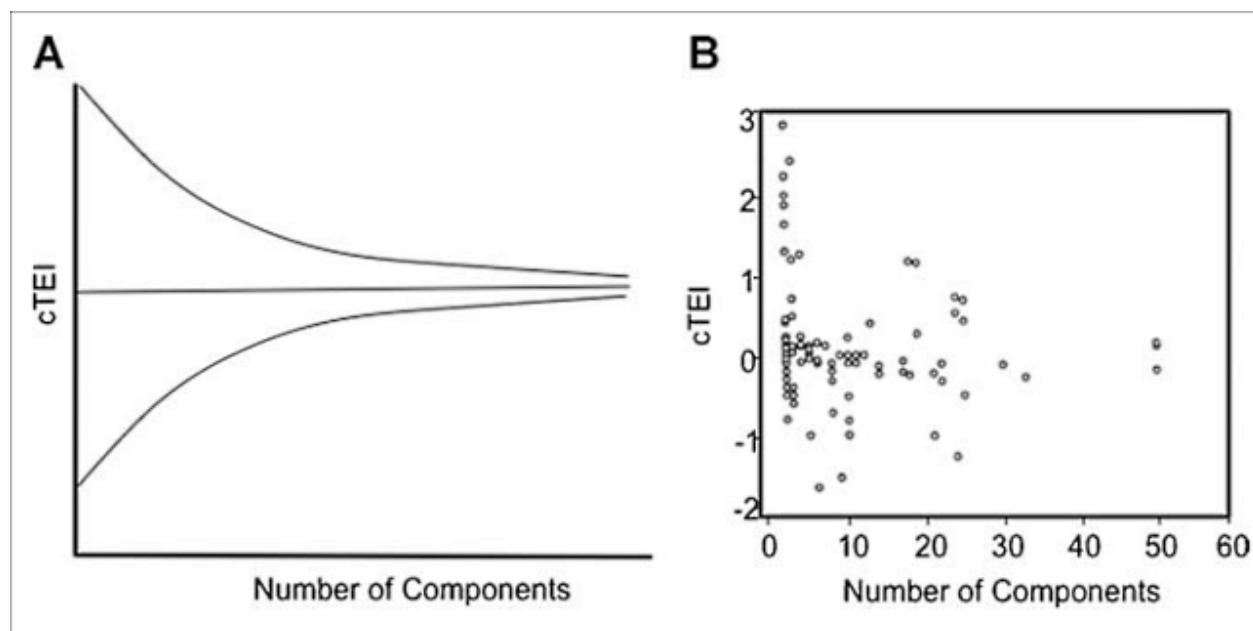 A
cTEI
Number of Components
B
cTEI
3
2
1
0
-1
-2
0 10 20 30 40 50 60
Number of Components